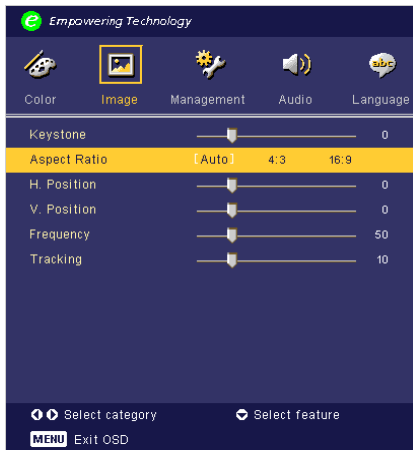 e Empowering Technology
abc
Color Image Management Audio Language
Keystone 0
Aspect Ratio [Auto] 4:3 16:9
H. Position 0
V. Position 0
Frequency 50
Tracking 10
Select category Select feature
MENU Exit OSD